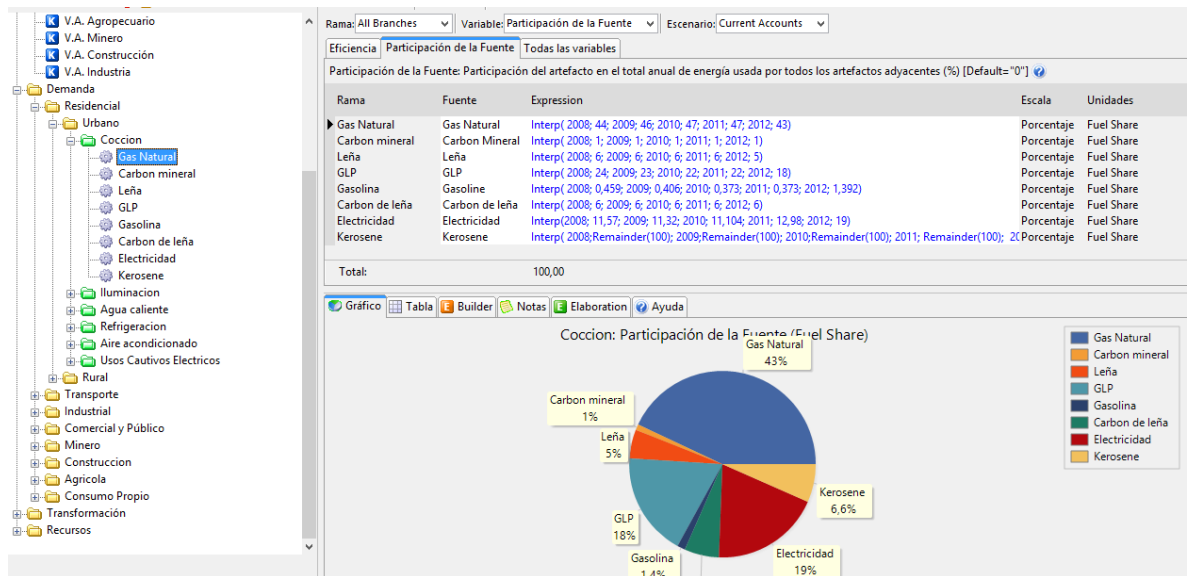 V.A. Agropecuario
V.A. Minero
V.A. Construcción
V.A. Industria
Demanda
Residencial
Urbano
Coccion
Gas Natural
Carbon mineral
Leña
GLP
Gasolina
Carbon de leña
Electricidad
Kerosene
Iluminacion
Agua caliente
Refrigeracion
Aire acondicionado
Usos Cautivos Electricos
Rural
Transporte
Industrial
Comercial y Público
Minero
Construccion
Agricola
Consumo Propio
Transformación
Recursos
Rama: All Branches Variable: Participación de la Fuente Escenario: Current Accounts
Eficiencia Participación de la Fuente Todas las variables
Participación de la Fuente: Participación del artefacto en el total anual de energía usada por todos los artefactos adyacentes (%) [Default="0"]
Rama Fuente Expression Escala Unidades
Gas Natural Gas Natural Interp( 2008; 44; 2009; 46; 2010; 47; 2011; 47; 2012; 43) Porcentaje Fuel Share
Carbon mineral Carbon Mineral Interp( 2008; 1; 2009; 1; 2010; 1; 2011; 1; 2012; 1) Porcentaje Fuel Share
Leña Leña Interp( 2008; 6; 2009; 6; 2010; 6; 2011; 6; 2012; 5) Porcentaje Fuel Share
GLP GLP Interp( 2008; 24; 2009; 23; 2010; 22; 2011; 22; 2012; 18) Porcentaje Fuel Share
Gasolina Gasoline Interp( 2008; 0,459; 2009; 0,406; 2010; 0,373; 2011; 0,373; 2012; 1,392) Porcentaje Fuel Share
Carbon de leña Carbon de leña Interp( 2008; 6; 2009; 6; 2010; 6; 2011; 6; 2012; 6) Porcentaje Fuel Share
Electricidad Electricidad Interp(2008; 11,57; 2009; 11,32; 2010; 11,104; 2011; 12,98; 2012; 19) Porcentaje Fuel Share
Kerosene Kerosene Interp( 2008;Remainder(100); 2009;Remainder(100); 2010;Remainder(100); 2011; Remainder(100); Porcentaje Fuel Share
Total: 100,00
Gráfico Tabla Builder Notas Elaboration Ayuda
Coccion: Participación de la Fuente (Fuel Share)
Gas Natural
43%
Carbon mineral
1%
Leña
5%
GLP
18%
Gasolina
1,4%
Electricidad
19%
Kerosene
6,6%
Gas Natural
Carbon mineral
Leña
GLP
Gasolina
Carbon de leña
Electricidad
Kerosene